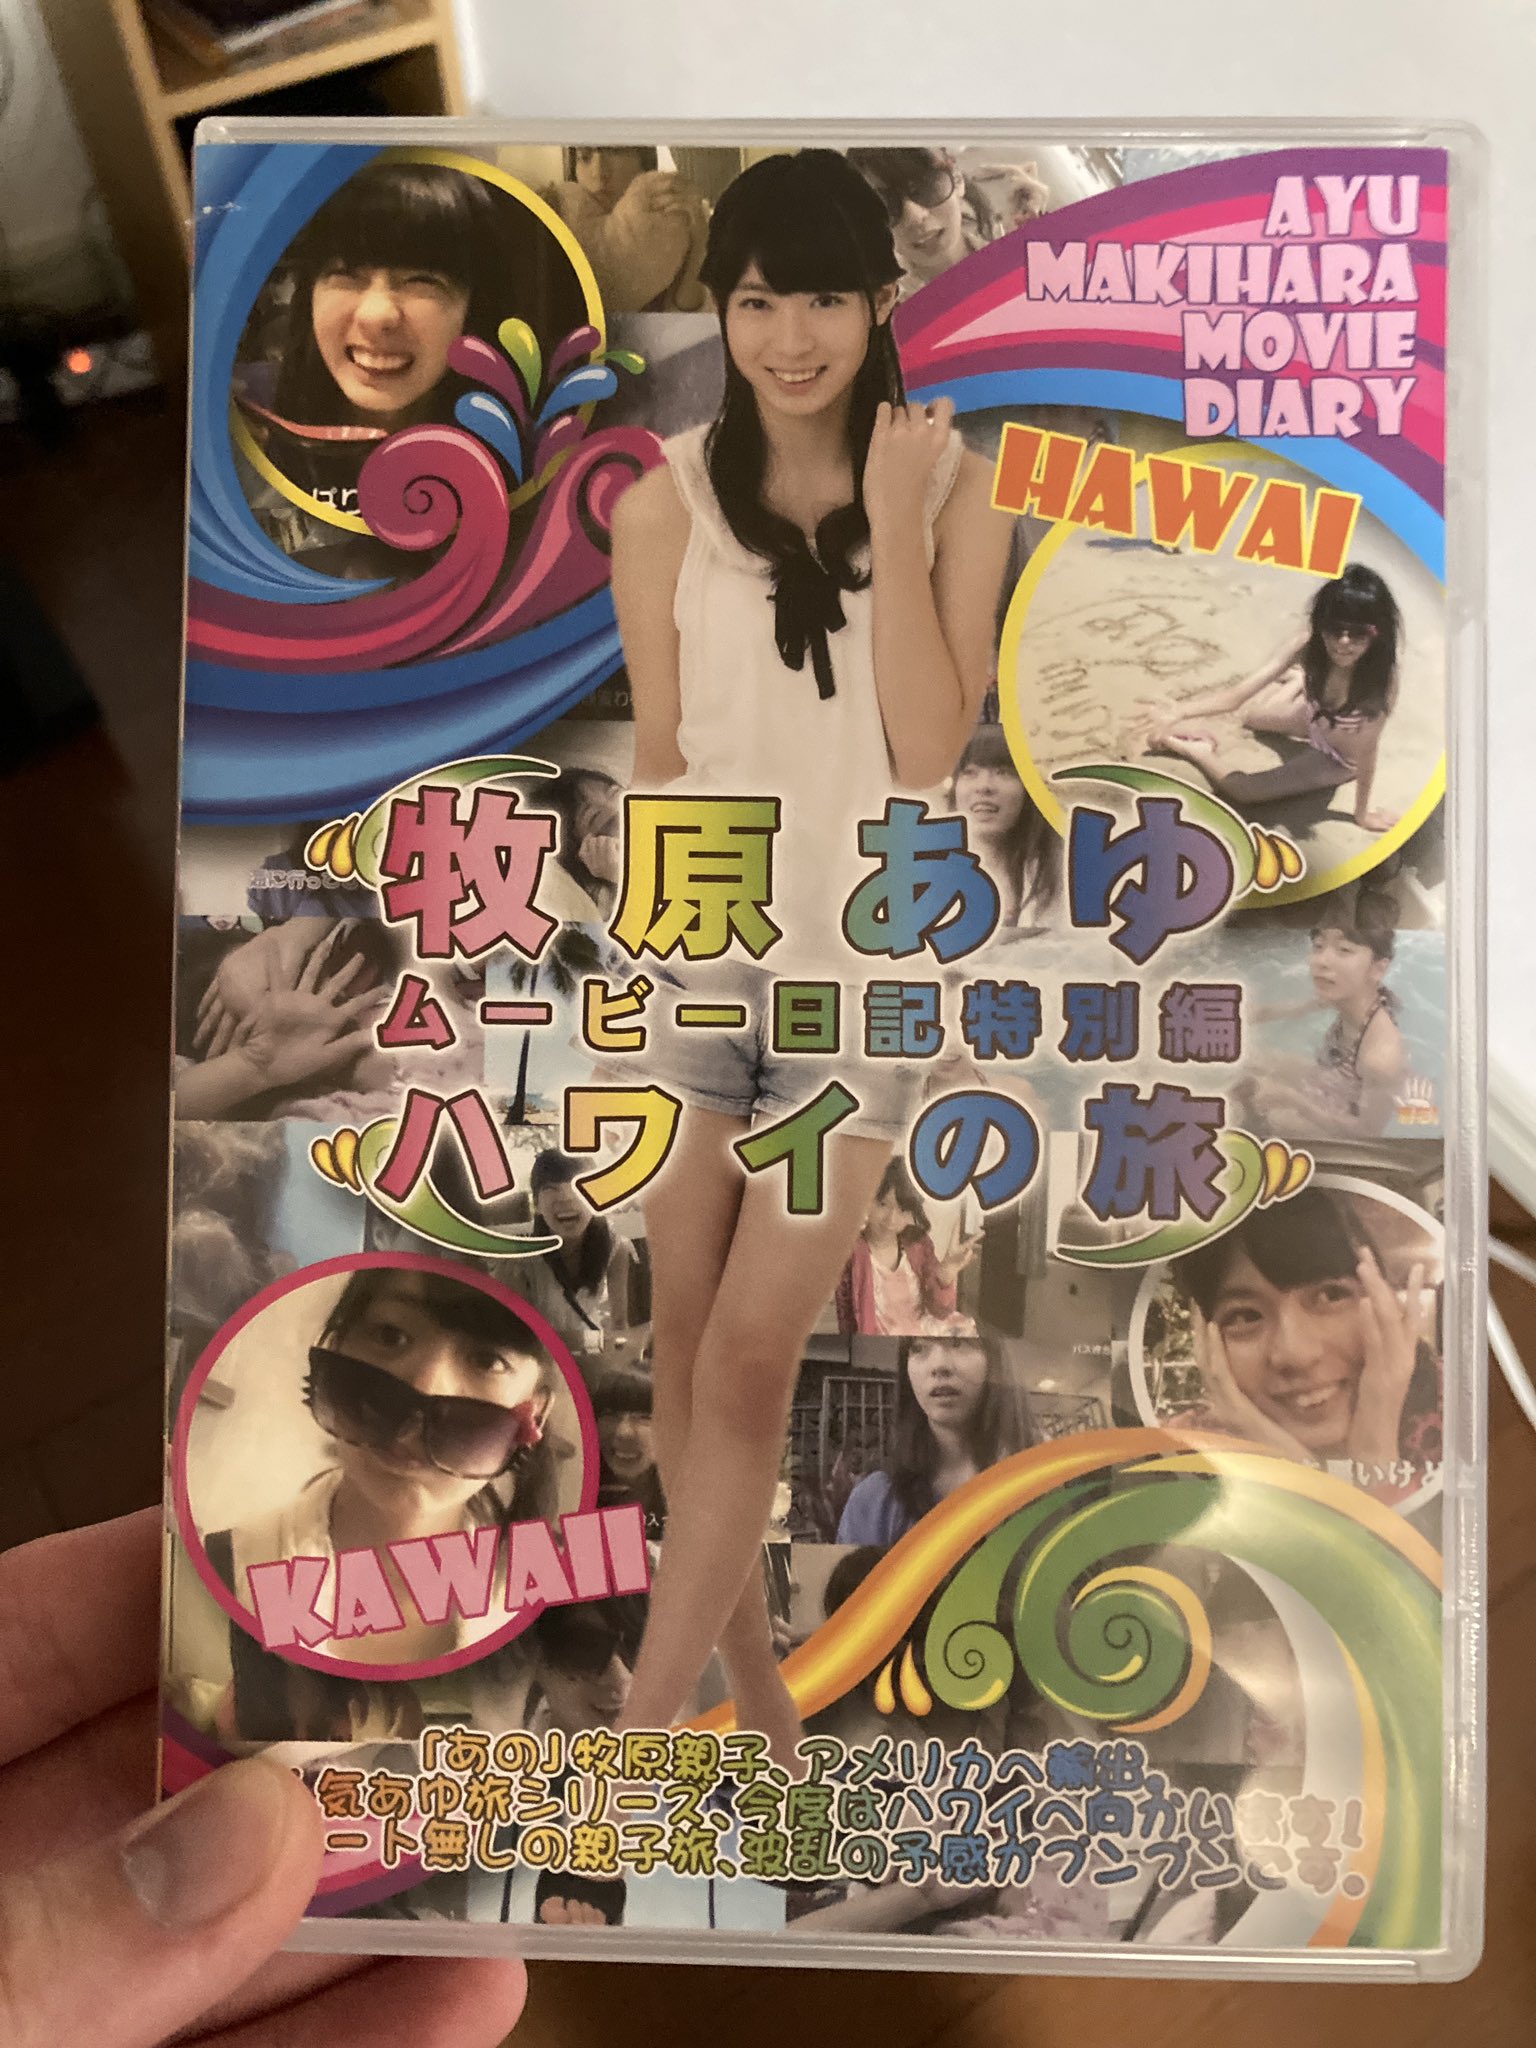 AYU
MAKIHARA
MOVIE
DIARY
HAWAI
牧原あゆ
ムービー日記特別編
ハワイの旅
KAWAII
「あの」牧原親子、アメリカへ輸出。
気あゆ旅シリーズ、今度はハワイへ向かいます!
ート無しの親子旅、波乱の予感がプンプンです。